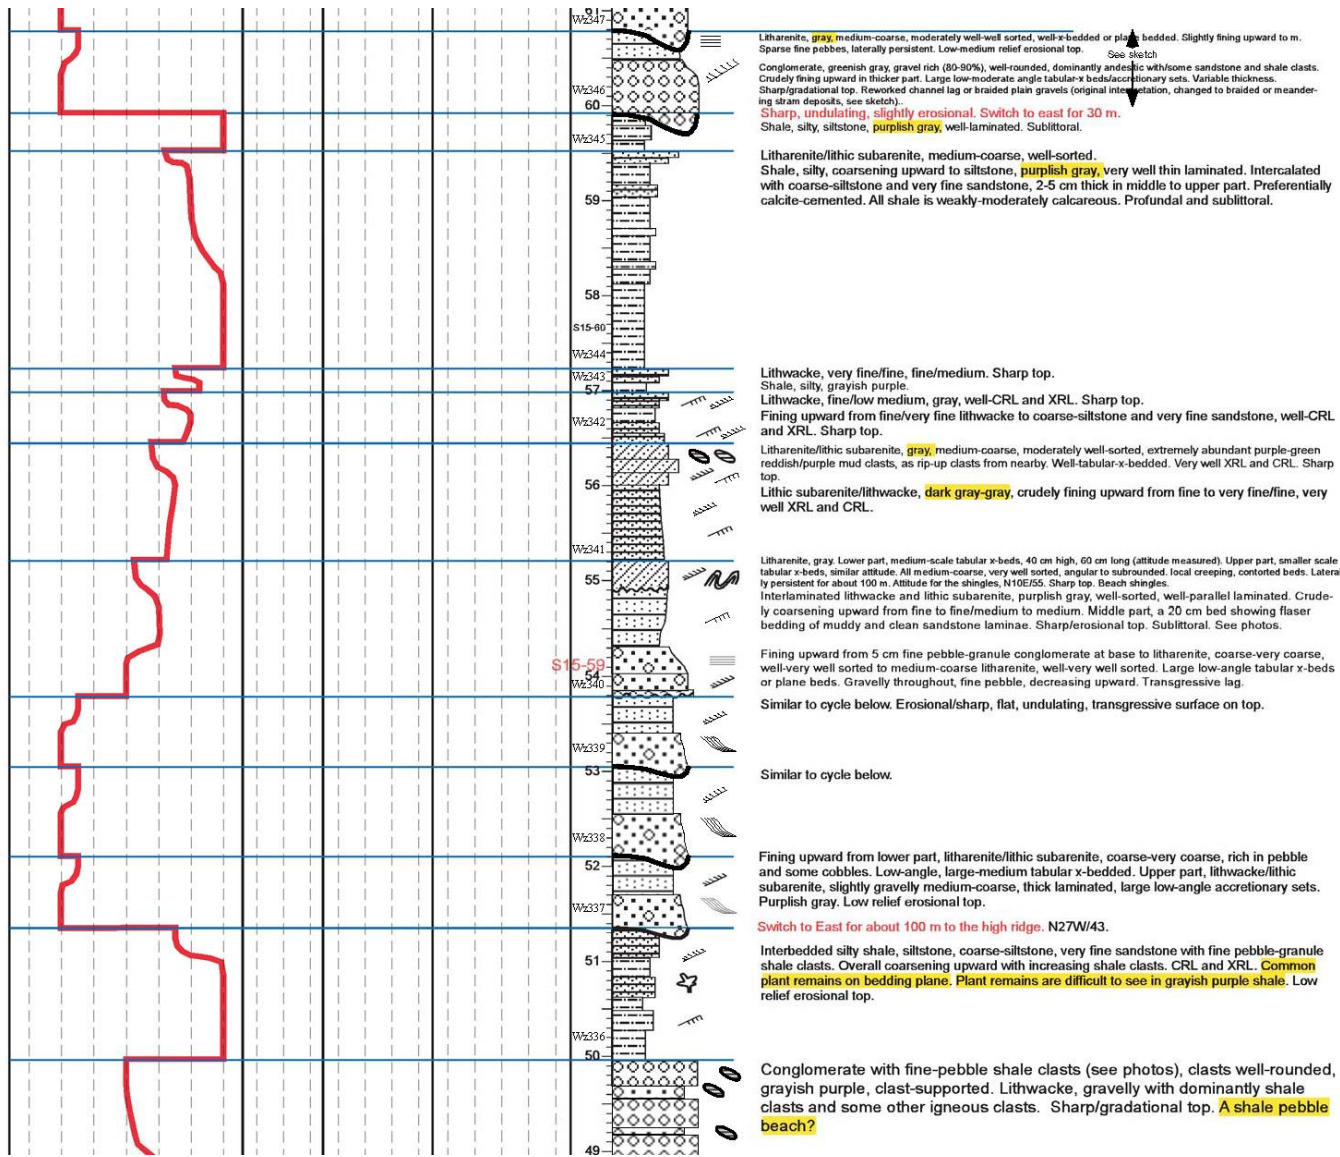 61
Wz347
Litharenite, gray, medium-coarse, moderately well-well sorted, well-x-bedded or plane bedded. Slightly fining upward to m.
Sparse fine pebbes, laterally persistent. Low-medium relief erosional top.
See sketch
Conglomerate, greenish gray, gravel rich (80-90%), well-rounded, dominantly andesitic with/some sandstone and shale clasts.
Crudely fining upward in thicker part. Large low-moderate angle tabular-x beds/accretionary sets. Variable thickness.
Sharp/gradational top. Reworked channel lag or braided plain gravels (original interpretation, changed to braided or meander-
ing stram deposits, see sketch)..
Wz346
60
Sharp, undulating, slightly erosional. Switch to east for 30 m.
Shale, silty, siltstone, purplish gray, well-laminated. Sublittoral.
Wz345
Litharenite/lithic subarenite, medium-coarse, well-sorted.
Shale, silty, coarsening upward to siltstone, purplish gray, very well thin laminated. Intercalated
with coarse-siltstone and very fine sandstone, 2-5 cm thick in middle to upper part. Preferentially
calcite-cemented. All shale is weakly-moderately calcareous. Profundal and sublittoral.
59
58
S15-60
Wz344
Lithwacke, very fine/fine, fine/medium. Sharp top.
Wz343
Shale, silty, grayish purple.
57
Lithwacke, fine/low medium, gray, well-CRL and XRL. Sharp top.
Fining upward from fine/very fine lithwacke to coarse-siltstone and very fine sandstone, well-CRL
and XRL. Sharp top.
Wz342
Litharenite/lithic subarenite, gray, medium-coarse, moderately well-sorted, extremely abundant purple-green
reddish/purple mud clasts, as rip-up clasts from nearby. Well-tabular-x-bedded. Very well XRL and CRL. Sharp
top.
56
Lithic subarenite/lithwacke, dark gray-gray, crudely fining upward from fine to very fine/fine, very
well XRL and CRL.
Wz341
Litharenite, gray. Lower part, medium-scale tabular x-beds, 40 cm high, 60 cm long (attitude measured). Upper part, smaller scale
tabular x-beds, similar attitude. All medium-coarse, very well sorted, angular to subrounded. local creeping, contorted beds. Lateral
ly persistent for about 100 m. Attitude for the shingles, N10E/55. Sharp top. Beach shingles.
55
Interlaminated lithwacke and lithic subarenite, purplish gray, well-sorted, well-parallel laminated. Crude-
ly coarsening upward from fine to fine/medium to medium. Middle part, a 20 cm bed showing flaser
bedding of muddy and clean sandstone laminae. Sharp/erosional top. Sublittoral. See photos.
Fining upward from 5 cm fine pebble-granule conglomerate at base to litharenite, coarse-very coarse,
well-very well sorted to medium-coarse litharenite, well-very well sorted. Large low-angle tabular x-beds
or plane beds. Gravelly throughout, fine pebble, decreasing upward. Transgressive lag.
S15-59
54
Wz340
Similar to cycle below. Erosional/sharp, flat, undulating, transgressive surface on top.
Wz339
53
Similar to cycle below.
Wz338
52
Fining upward from lower part, litharenite/lithic subarenite, coarse-very coarse, rich in pebble
and some cobbles. Low-angle, large-medium tabular x-bedded. Upper part, lithwacke/lithic
subarenite, slightly gravelly medium-coarse, thick laminated, large low-angle accretionary sets.
Purplish gray. Low relief erosional top.
Wz337
Switch to East for about 100 m to the high ridge. N27W/43.
51
Interbedded silty shale, siltstone, coarse-siltstone, very fine sandstone with fine pebble-granule
shale clasts. Overall coarsening upward with increasing shale clasts. CRL and XRL. Common
plant remains on bedding plane. Plant remains are difficult to see in grayish purple shale. Low
relief erosional top.
Wz336
50
Conglomerate with fine-pebble shale clasts (see photos), clasts well-rounded,
grayish purple, clast-supported. Lithwacke, gravelly with dominantly shale
clasts and some other igneous clasts. Sharp/gradational top. A shale pebble
beach?
49